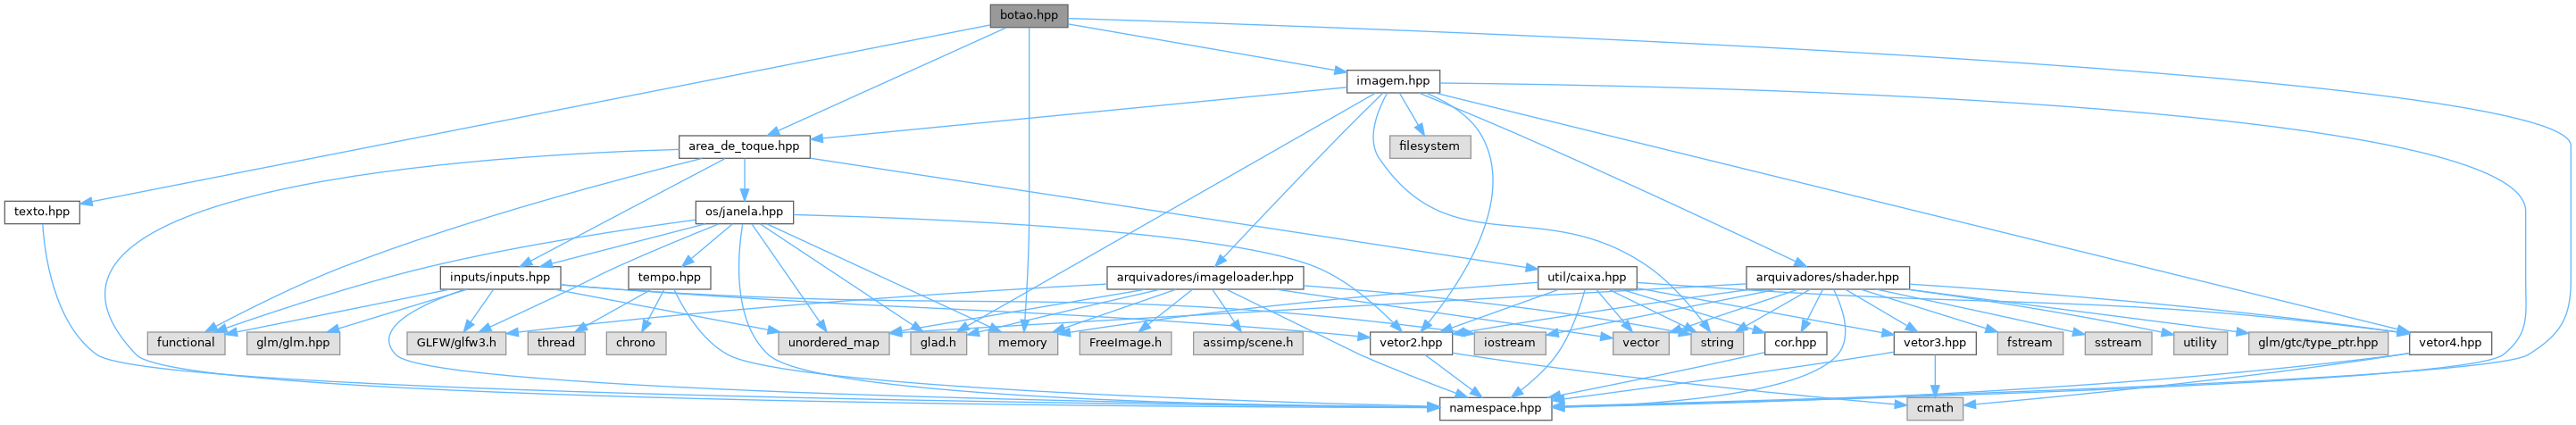 botao.hpp
imagem.hpp
area_de_toque.hpp
filesystem
texto.hpp
os/janela.hpp
inputs/inputs.hpp
tempo.hpp
arquivadores/imageloader.hpp
util/caixa.hpp
arquivadores/shader.hpp
functional
glm/glm.hpp
GLFW/glfw3.h
thread
chrono
unordered_map
glad.h
memory
FreeImage.h
assimp/scene.h
vetor2.hpp
iostream
vector
string
cor.hpp
vetor3.hpp
fstream
sstream
utility
glm/gtc/type_ptr.hpp
vetor4.hpp
namespace.hpp
cmath